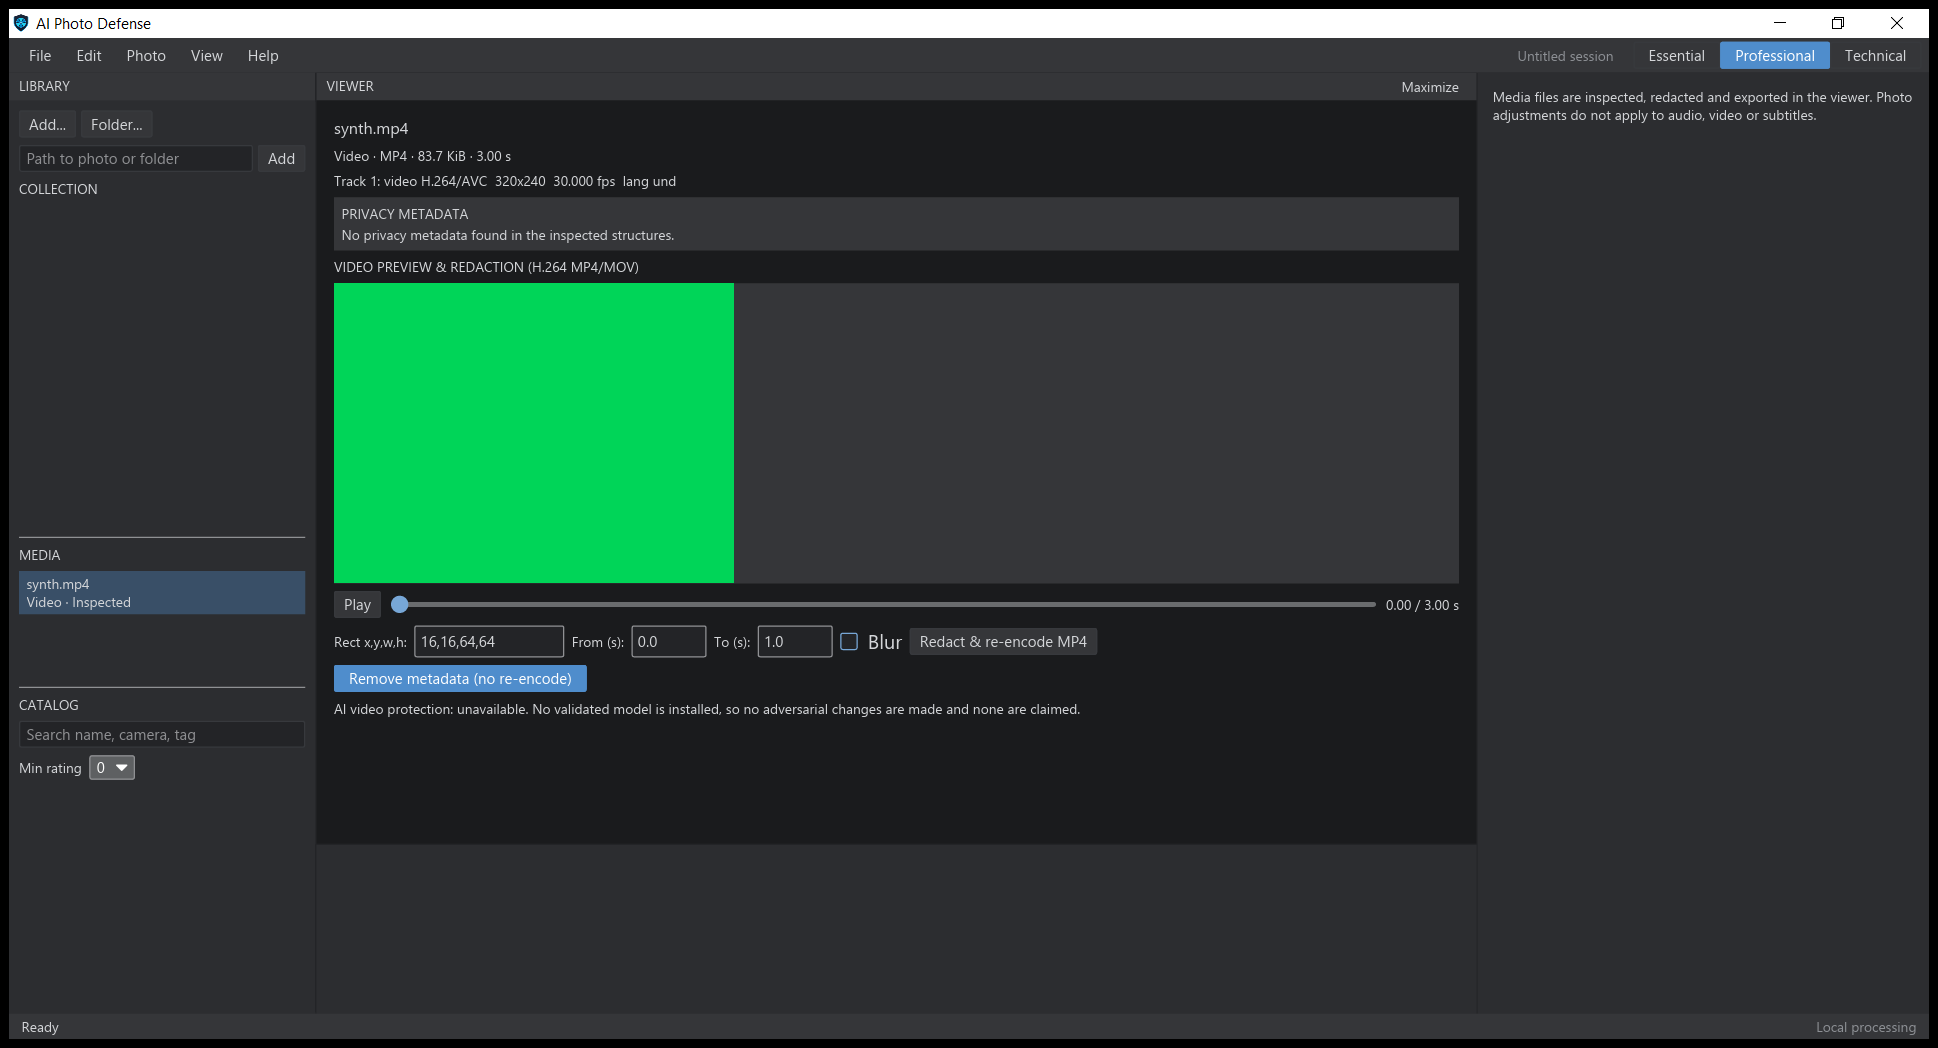 AI Photo Defense
File Edit Photo View Help
Untitled session Essential Professional Technical
LIBRARY
Add... Folder...
Path to photo or folder Add
COLLECTION
MEDIA
synth.mp4
Video · Inspected
CATALOG
Search name, camera, tag
Min rating 0
VIEWER Maximize
synth.mp4
Video · MP4 · 83.7 KiB · 3.00 s
Track 1: video H.264/AVC 320x240 30.000 fps lang und
PRIVACY METADATA
No privacy metadata found in the inspected structures.
VIDEO PREVIEW & REDACTION (H.264 MP4/MOV)
Play 0.00 / 3.00 s
Rect x,y,w,h: 16,16,64,64 From (s): 0.0 To (s): 1.0 Blur Redact & re-encode MP4
Remove metadata (no re-encode)
AI video protection: unavailable. No validated model is installed, so no adversarial changes are made and none are claimed.
Media files are inspected, redacted and exported in the viewer. Photo
adjustments do not apply to audio, video or subtitles.
Ready Local processing